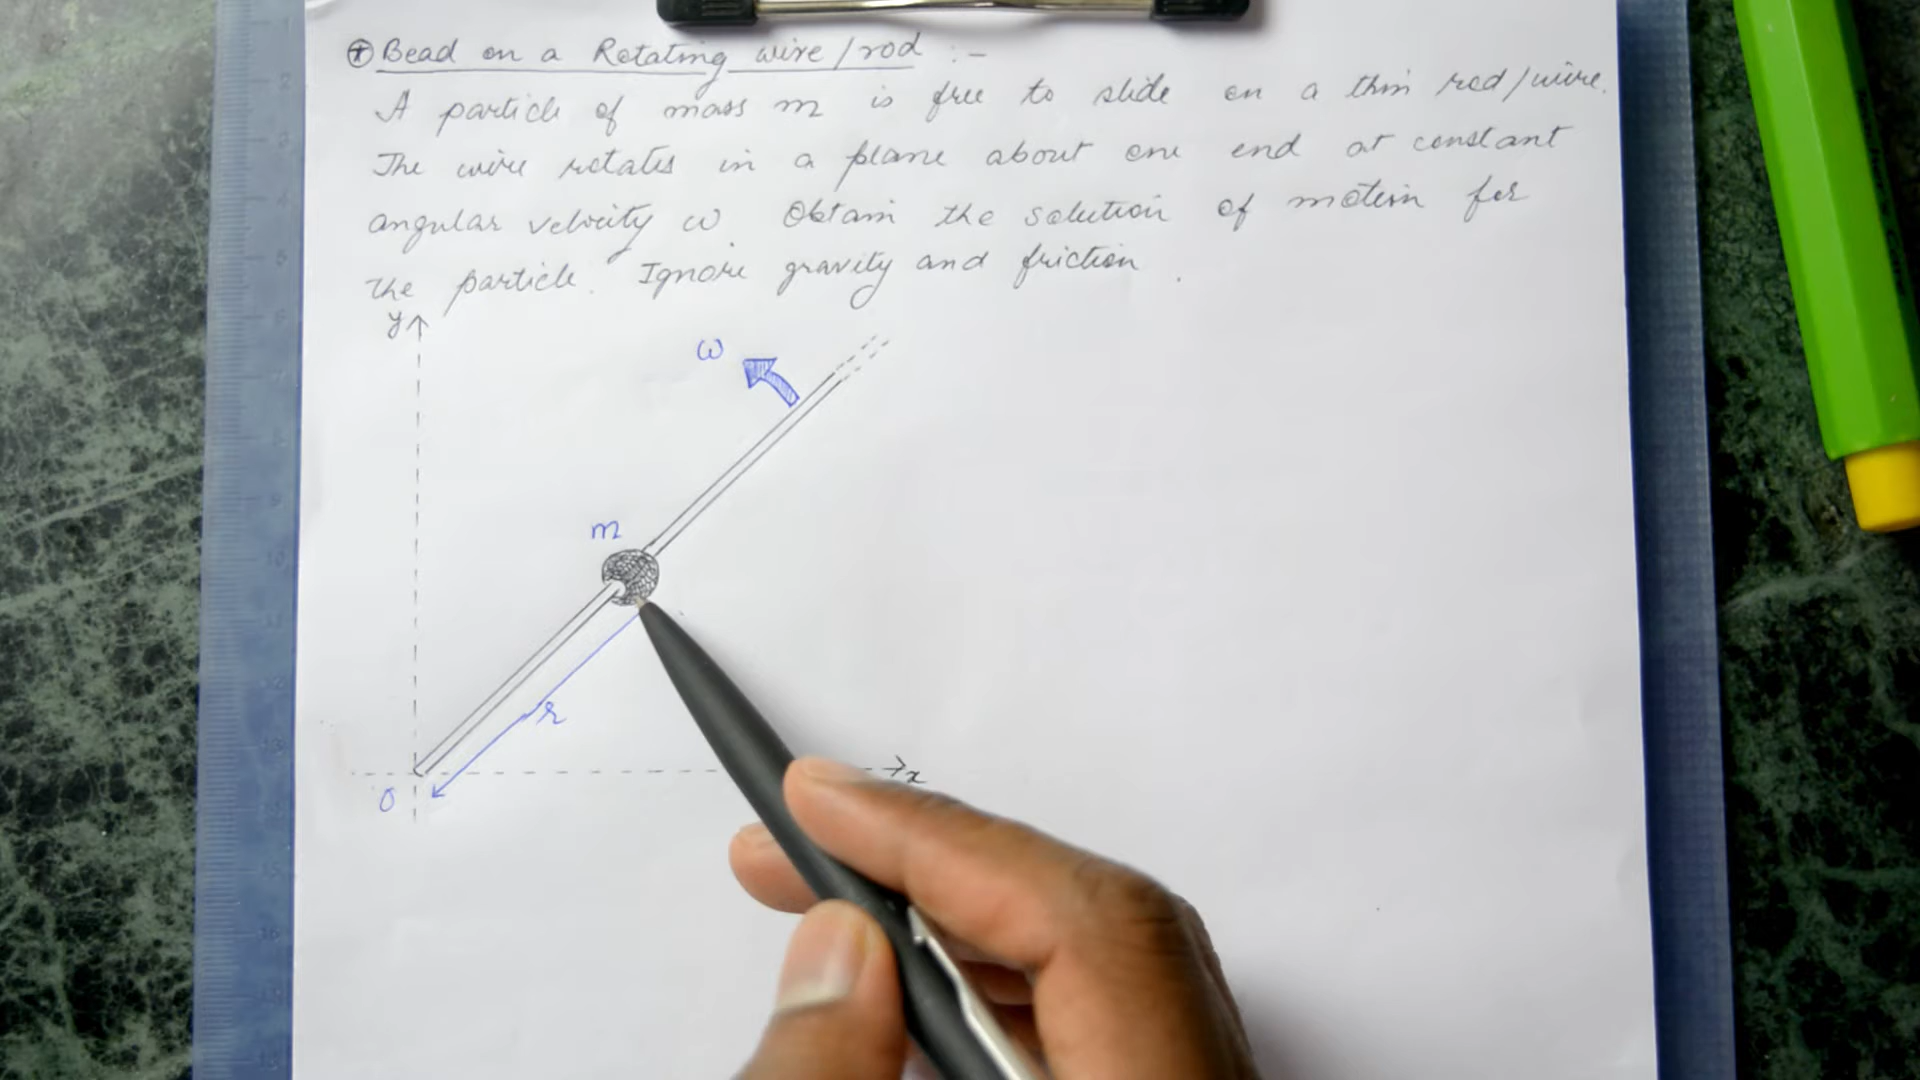 ⊕ Bead on a Rotating wire/rod :-
A particle of mass m is free to slide on a thin rod/wire.
The wire rotates in a plane about one end at constant
angular velocity ω. Obtain the solution of motion for
the particle. Ignore gravity and friction.
y
ω
m
r
x
O